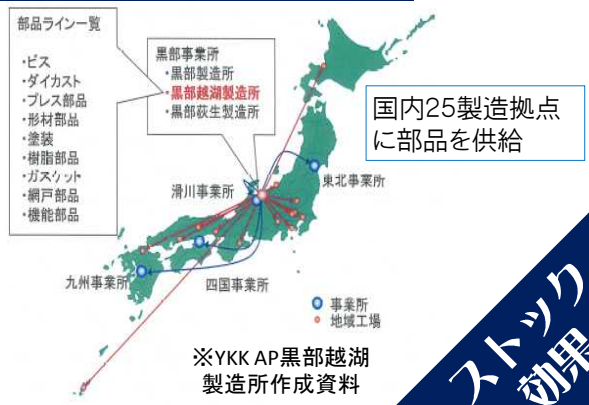 部品ライン一覧
・ビス
・ダイカスト
・プレス部品
・形材部品
・塗装
・樹脂部品
・ガスケット
・網戸部品
・機能部品
黒部事業所
・黒部製造所
・黒部越湖製造所
・黒部荻生製造所
国内25製造拠点
に部品を供給
東北事業所
滑川事業所
九州事業所
四国事業所
事業所
地域工場
※YKK AP黒部越湖
製造所作成資料
ストック
効果